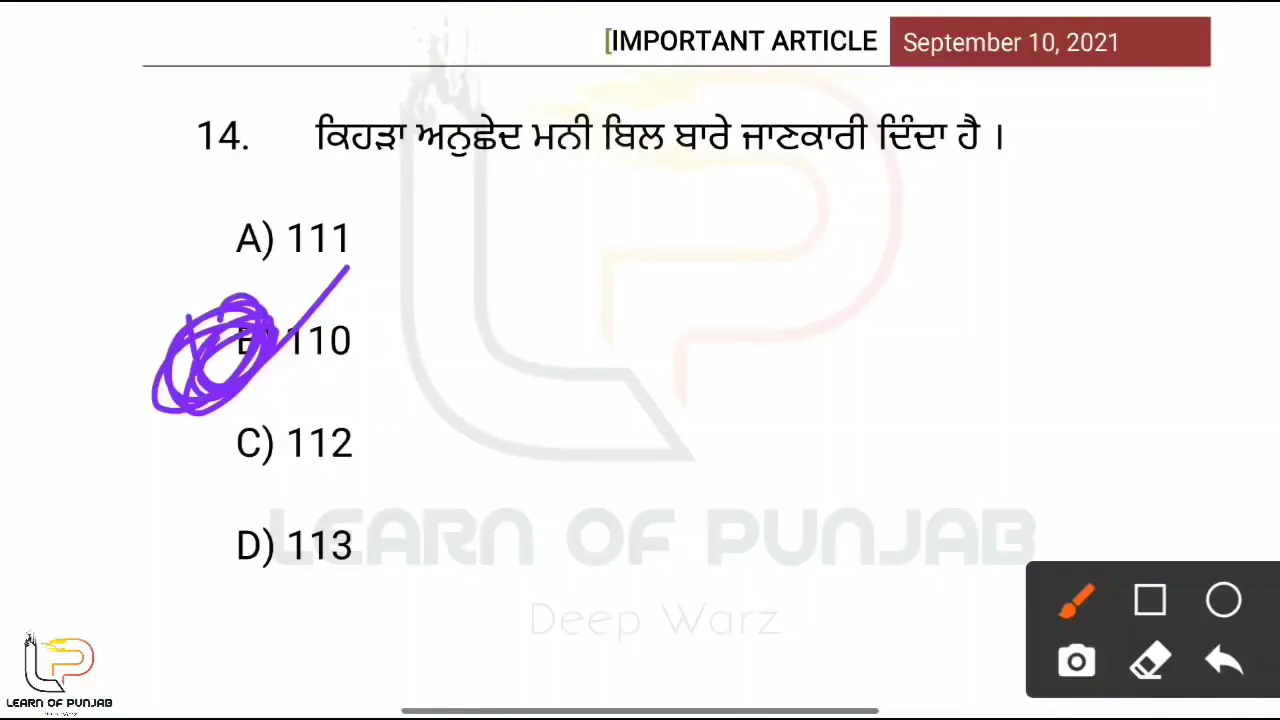 [IMPORTANT ARTICLE September 10, 2021
14. ਕਿਹੜਾ ਅਨੁਛੇਦ ਮਨੀ ਬਿਲ ਬਾਰੇ ਜਾਣਕਾਰੀ ਦਿੰਦਾ ਹੈ ।
A) 111
B) 110
C) 112
D) 113
LEARN OF PUNJAB
Deep Warz
LEARN OF PUNJAB